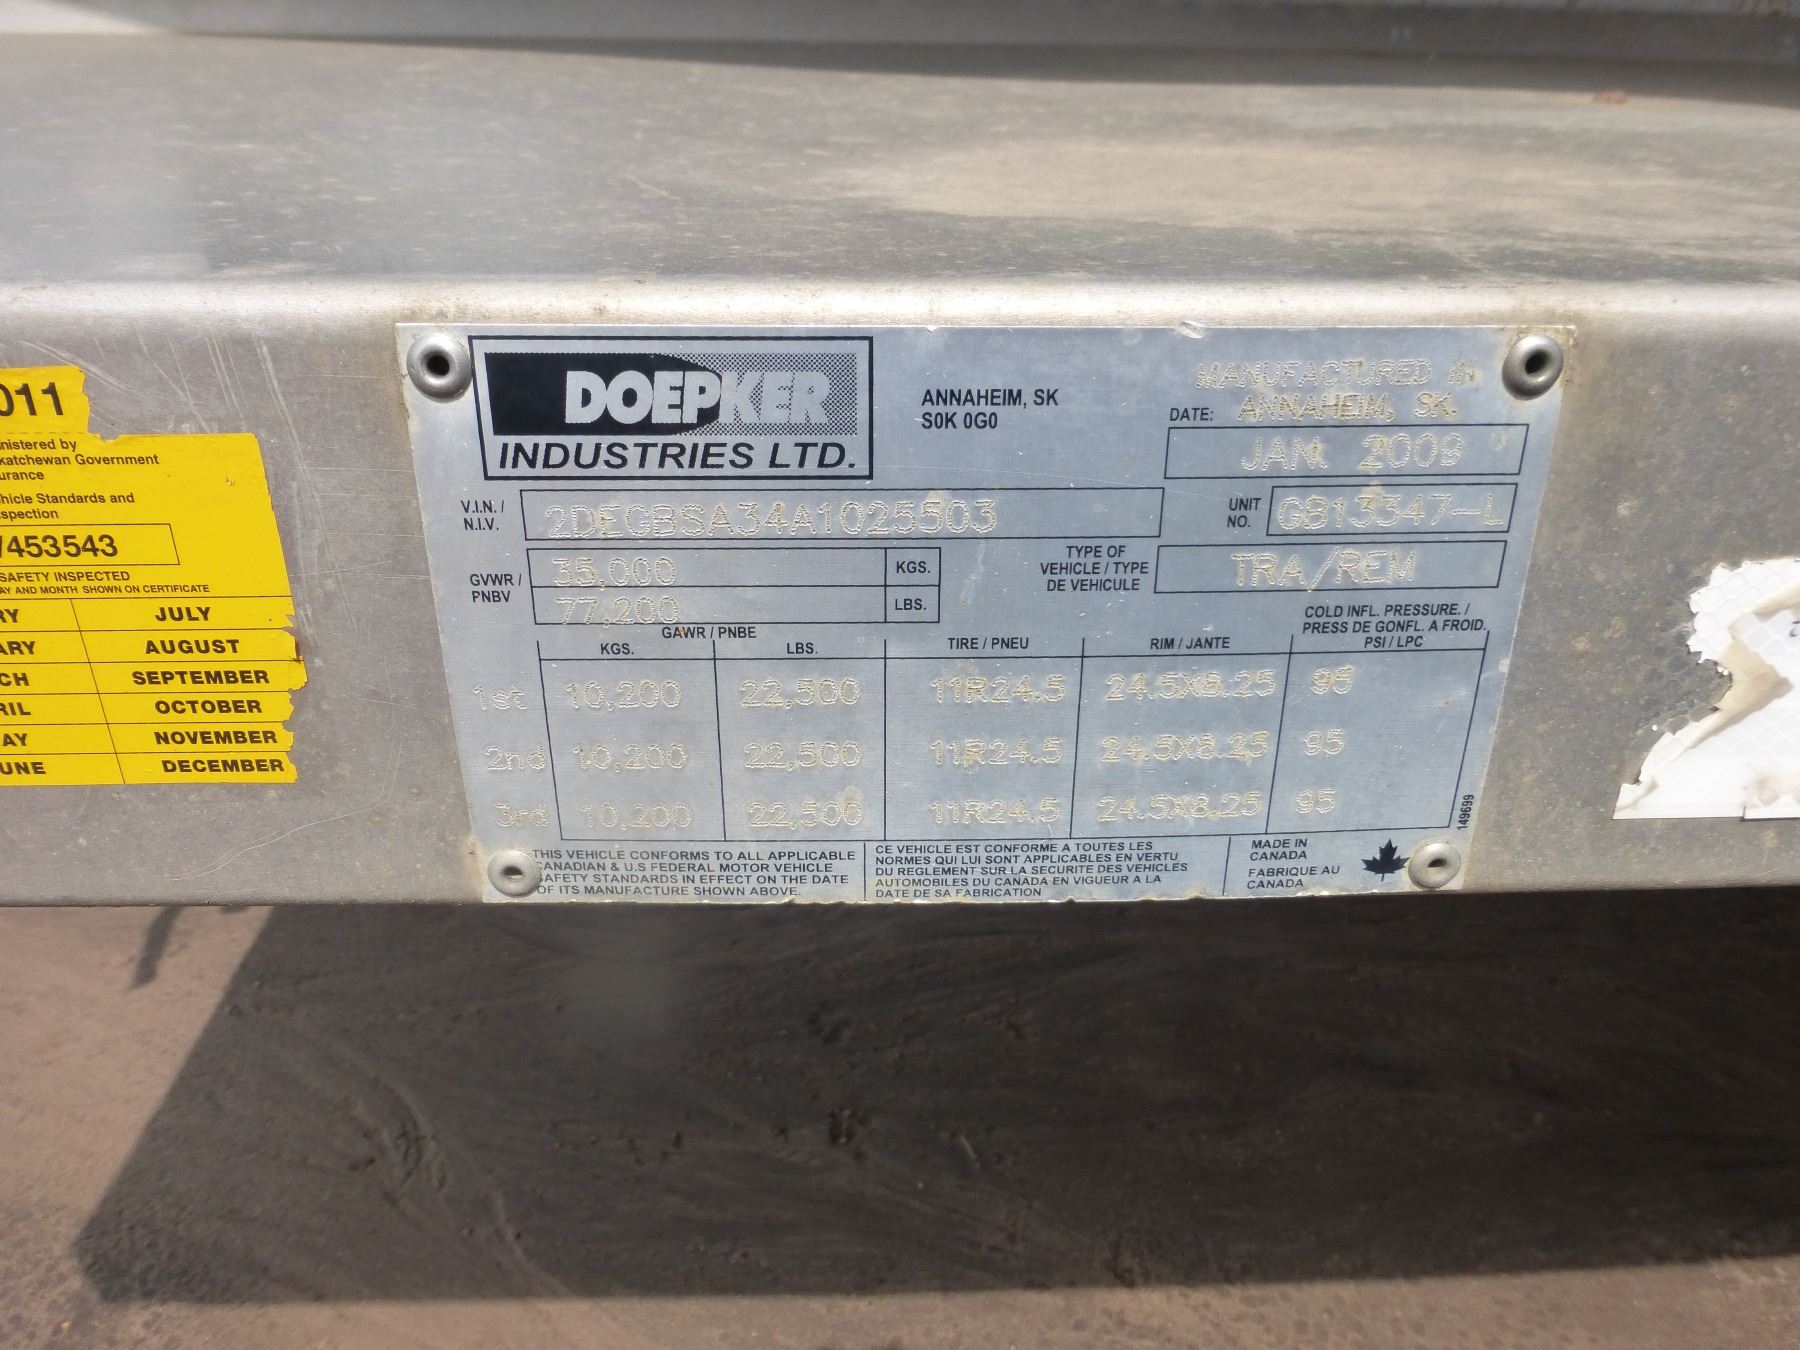 DOEPKER
INDUSTRIES LTD.
ANNAHEIM, SK
S0K 0G0
MANUFACTURED IN
DATE: ANNAHEIM, SK.
JAN. 2009
V.I.N. /
N.I.V.
2DEGBSA34A1025503
UNIT
NO.
GB13347-L
GVWR /
PNBV
35,000 KGS.
77,200 LBS.
TYPE OF
VEHICLE / TYPE
DE VEHICULE
TRA/REM
GAWR / PNBE
COLD INFL. PRESSURE. /
PRESS DE GONFL. A FROID.
KGS. LBS. TIRE / PNEU RIM / JANTE PSI / LPC
1st 10,200 22,500 11R24.5 24.5X8.25 95
2nd 10,200 22,500 11R24.5 24.5X8.25 95
3rd 10,200 22,500 11R24.5 24.5X8.25 95
149699
THIS VEHICLE CONFORMS TO ALL APPLICABLE
CANADIAN & U.S FEDERAL MOTOR VEHICLE
SAFETY STANDARDS IN EFFECT ON THE DATE
OF ITS MANUFACTURE SHOWN ABOVE.
CE VEHICLE EST CONFORME A TOUTES LES
NORMES QUI LUI SONT APPLICABLES EN VERTU
DU REGLEMENT SUR LA SECURITE DES VEHICLES
AUTOMOBILES DU CANADA EN VIGUEUR A LA
DATE DE SA FABRICATION
MADE IN
CANADA
FABRIQUE AU
CANADA
011
nistered by
katchewan Government
urance
hicle Standards and
spection
/453543
SAFETY INSPECTED
AY AND MONTH SHOWN ON CERTIFICATE
RY JULY
ARY AUGUST
CH SEPTEMBER
RIL OCTOBER
AY NOVEMBER
UNE DECEMBER